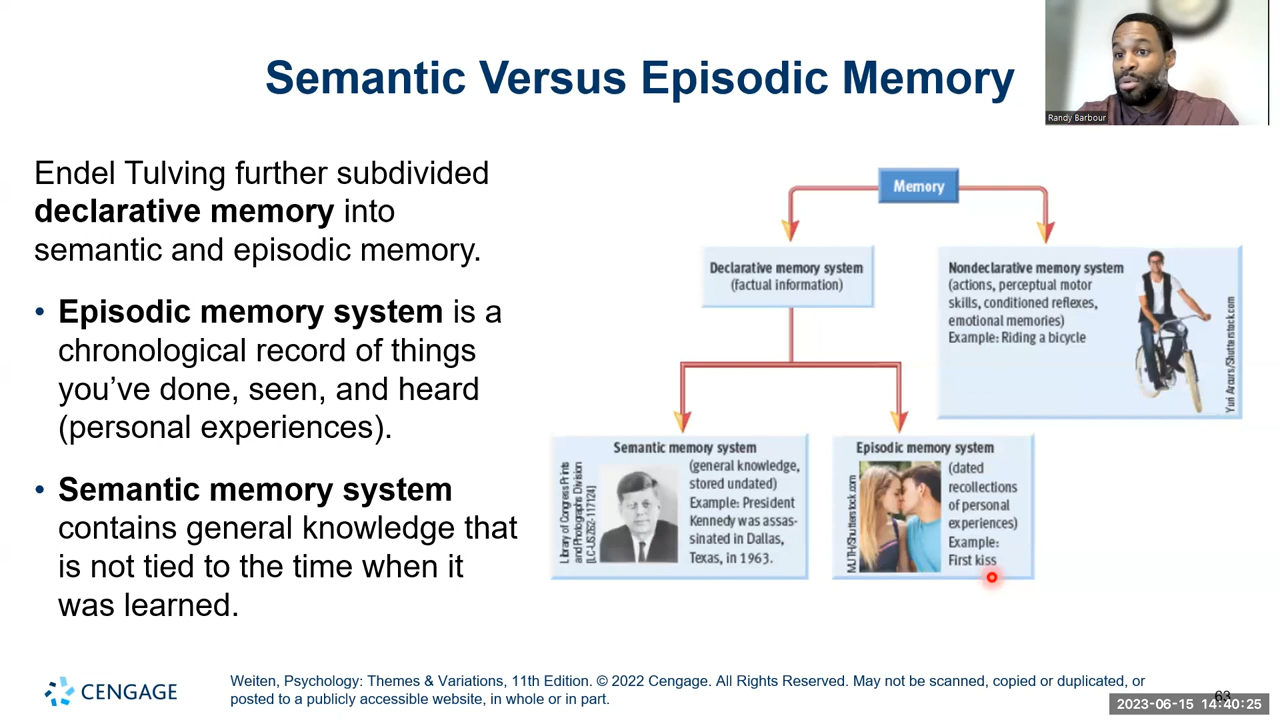 Semantic Versus Episodic Memory
Randy Barbour
Endel Tulving further subdivided
declarative memory into
semantic and episodic memory.
• Episodic memory system is a
chronological record of things
you’ve done, seen, and heard
(personal experiences).
• Semantic memory system
contains general knowledge that
is not tied to the time when it
was learned.
Memory
Declarative memory system
(factual information)
Nondeclarative memory system
(actions, perceptual motor
skills, conditioned reflexes,
emotional memories)
Example: Riding a bicycle
Yuri Arcurs/Shutterstock.com
Semantic memory system
Library of Congress Prints
and Photographs Division
[LC-USZ62-117124]
(general knowledge,
stored undated)
Example: President
Kennedy was assas-
sinated in Dallas,
Texas, in 1963.
Episodic memory system
MJTH/Shutterstock.com
(dated
recollections
of personal
experiences)
Example:
First kiss
CENGAGE
Weiten, Psychology: Themes & Variations, 11th Edition. © 2022 Cengage. All Rights Reserved. May not be scanned, copied or duplicated, or
posted to a publicly accessible website, in whole or in part.
63
2023-06-15 14:40:25